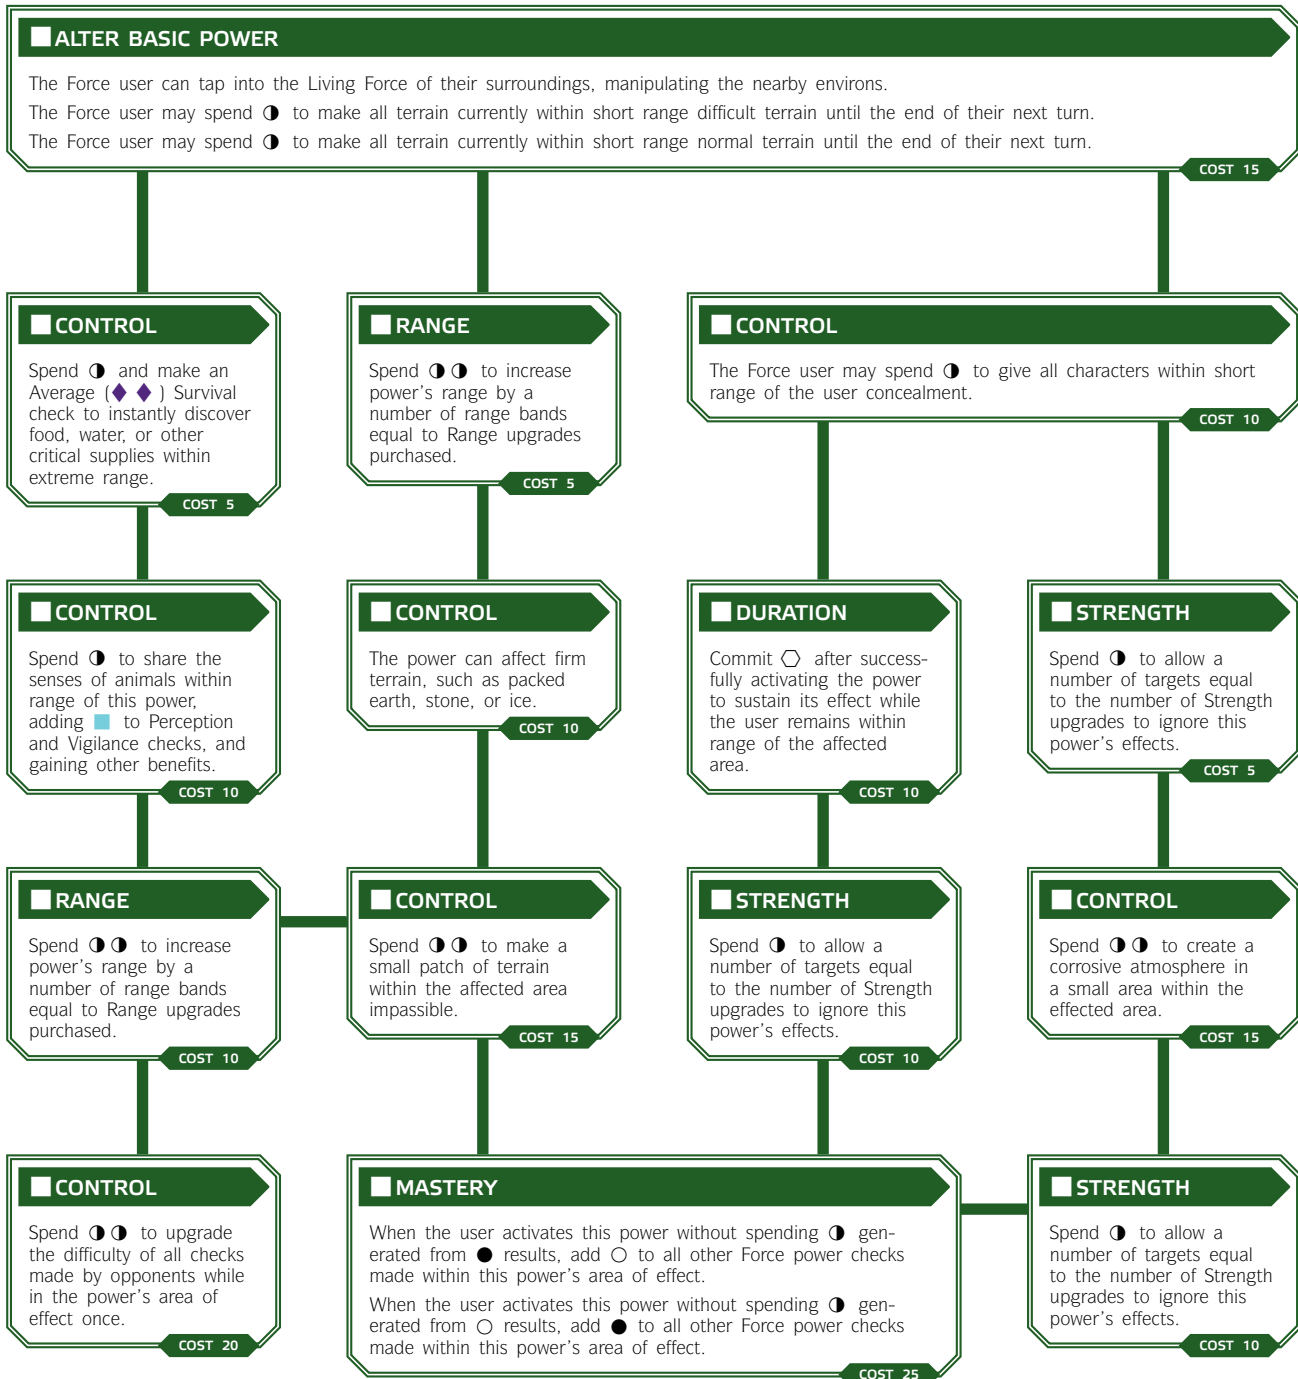 ALTER BASIC POWER
The Force user can tap into the Living Force of their surroundings, manipulating the nearby environs.
The Force user may spend ◑ to make all terrain currently within short range difficult terrain until the end of their next turn.
The Force user may spend ◑ to make all terrain currently within short range normal terrain until the end of their next turn.
COST 15
CONTROL
Spend ◑ and make an
Average (♦ ♦) Survival
check to instantly discover
food, water, or other
critical supplies within
extreme range.
COST 5
RANGE
Spend ◑◑ to increase
power's range by a
number of range bands
equal to Range upgrades
purchased.
COST 5
CONTROL
The Force user may spend ◑ to give all characters within short
range of the user concealment.
COST 10
CONTROL
Spend ◑ to share the
senses of animals within
range of this power,
adding ■ to Perception
and Vigilance checks, and
gaining other benefits.
COST 10
CONTROL
The power can affect firm
terrain, such as packed
earth, stone, or ice.
COST 10
DURATION
Commit ⬡ after success-
fully activating the power
to sustain its effect while
the user remains within
range of the affected
area.
COST 10
STRENGTH
Spend ◑ to allow a
number of targets equal
to the number of Strength
upgrades to ignore this
power's effects.
COST 5
RANGE
Spend ◑◑ to increase
power's range by a
number of range bands
equal to Range upgrades
purchased.
COST 10
CONTROL
Spend ◑◑ to make a
small patch of terrain
within the affected area
impassible.
COST 15
STRENGTH
Spend ◑ to allow a
number of targets equal
to the number of Strength
upgrades to ignore this
power's effects.
COST 10
CONTROL
Spend ◑◑ to create a
corrosive atmosphere in
a small area within the
effected area.
COST 15
CONTROL
Spend ◑◑ to upgrade
the difficulty of all checks
made by opponents while
in the power's area of
effect once.
COST 20
MASTERY
When the user activates this power without spending ◑ gen-
erated from ● results, add ○ to all other Force power checks
made within this power's area of effect.
When the user activates this power without spending ◑ gen-
erated from ○ results, add ● to all other Force power checks
made within this power's area of effect.
COST 25
STRENGTH
Spend ◑ to allow a
number of targets equal
to the number of Strength
upgrades to ignore this
power's effects.
COST 10